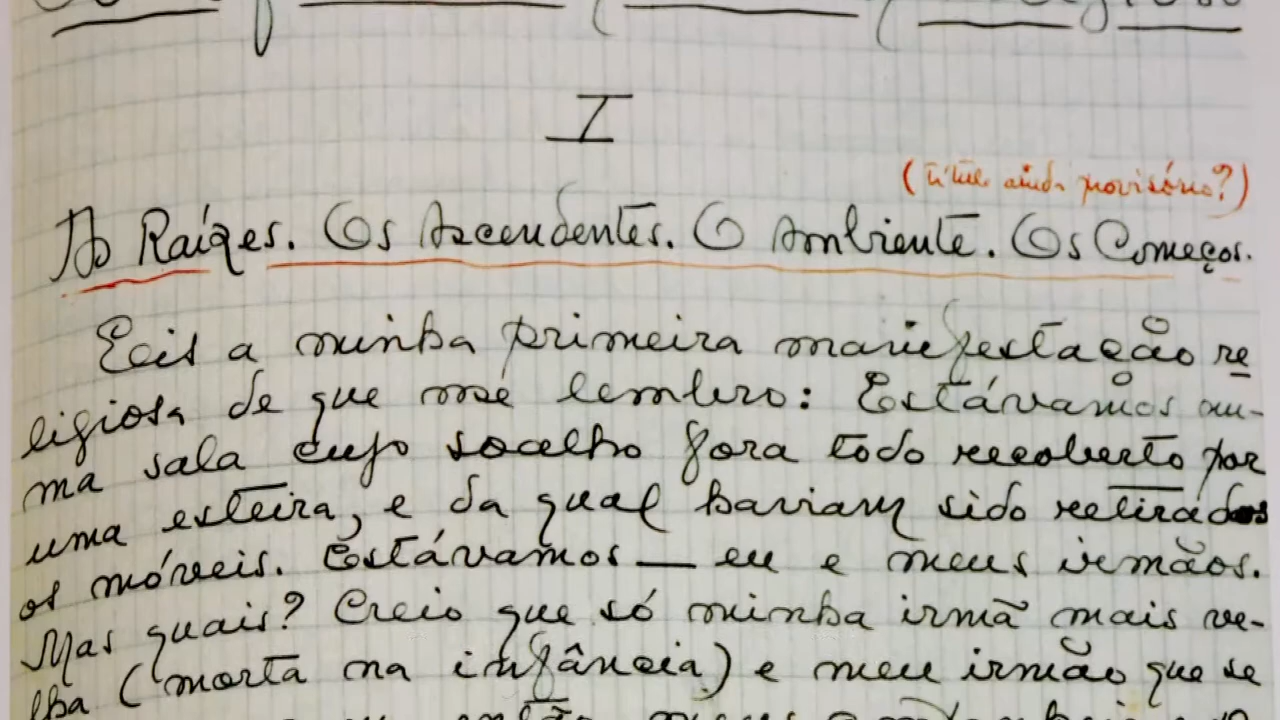 I
(título ainda provisório?)
As Raízes. Os Ascendentes. O Ambiente. Os Começos.
Eeis a minha primeira manifestação re
ligiosa de que me lembro: Estávamos nu-
ma sala cujo soalho fora todo recoberto por
uma esteira, e da qual haviam sido retirados
os móveis. Estávamos — eu e meus irmãos.
Mas quais? Creio que só minha irmã mais ve-
lha (morta na infância) e meu irmão que se